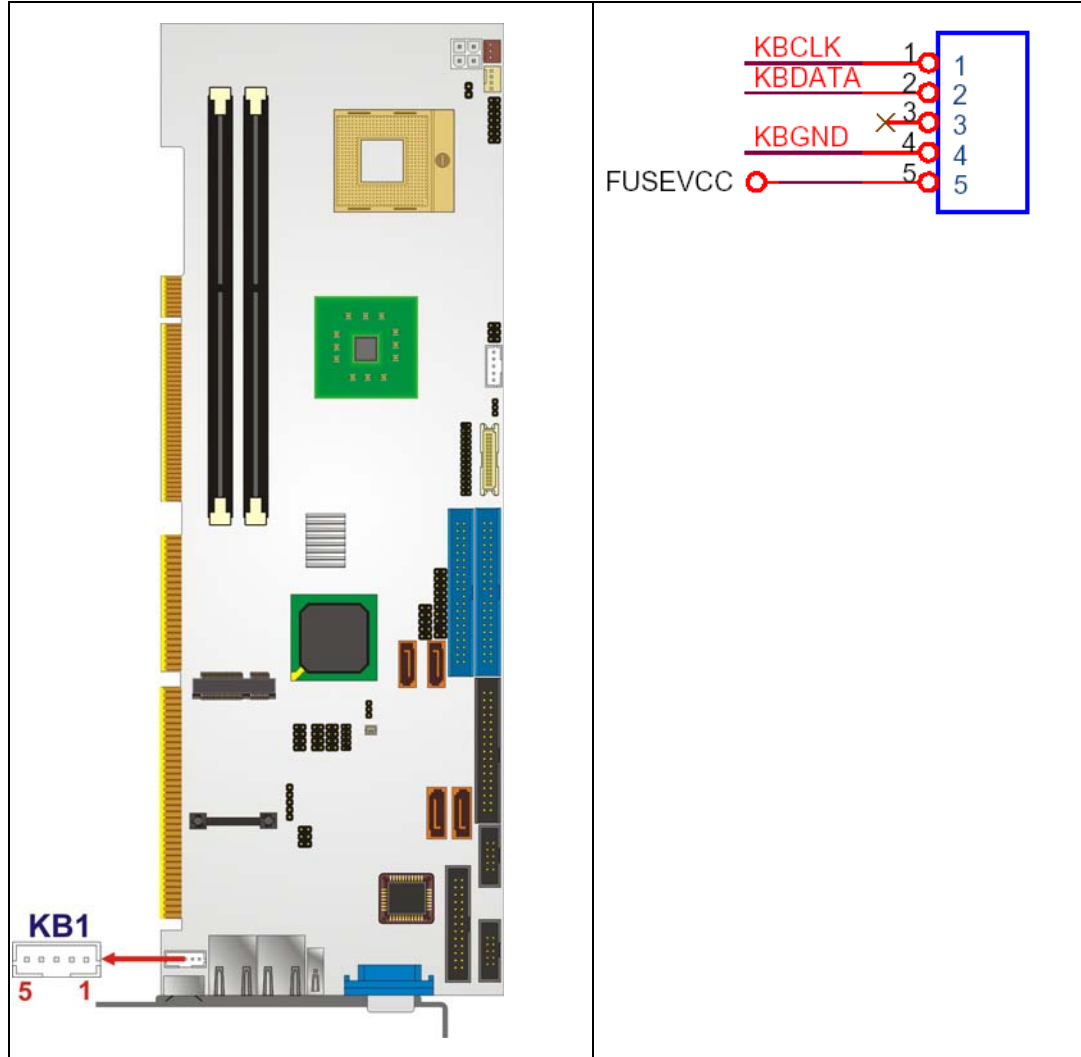 KB1
5 1
KBCLK 1 1
KBDATA 2 2
3 3
KBGND 4 4
FUSEVCC 5 5